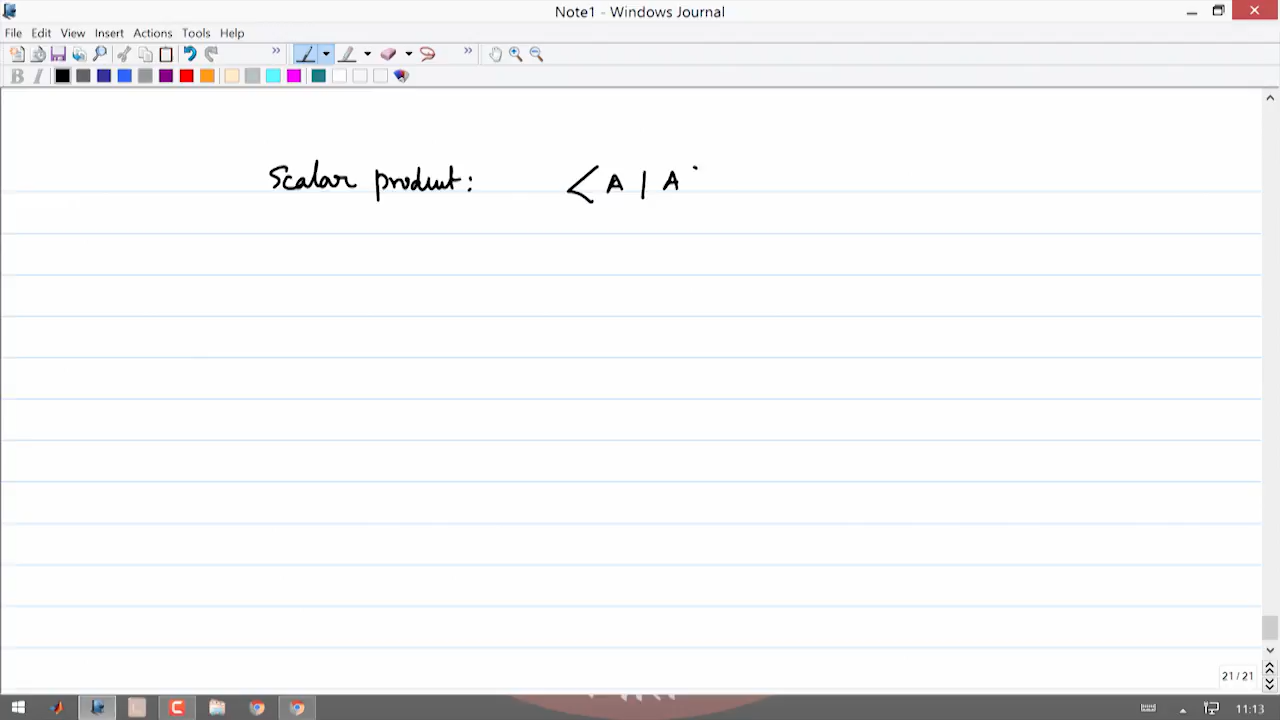 Note1 - Windows Journal
File Edit View Insert Actions Tools Help
B I
Scalar product: < A | A
21 / 21
11:13